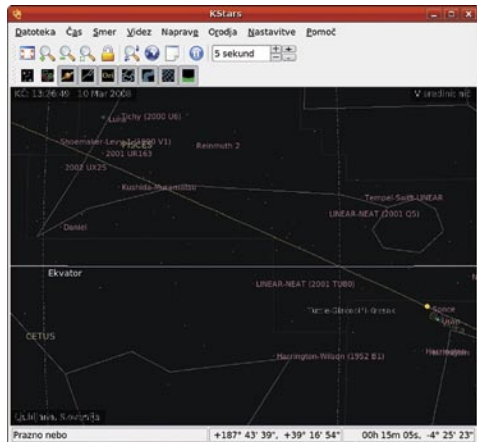 KStars
Datoteka Čas Smer Videz Naprave Orodja Nastavitve Pomoč
5 sekund
KČ: 13:26:49 10 Mar 2008
V središču: nič
Luna
Tichy (2000 U6)
Shoemaker-Levy
(1990 V1)
PISCES
Reinmuth 2
2001 UR163
2002 UX25
Kushida-Muramatsu
Tempel-Swift-LINEAR
LINEAR-NEAT (2001 Q5)
Daniel
Ekvator
LINEAR-NEAT (2001 TU80)
Sonce
CETUS
Harrington-Wilson (1952 B1)
Harrington
Ljubljana, Slovenija
Prazno nebo
+187° 43' 39", +39° 16' 54"
00h 15m 05s, -4° 25' 23"